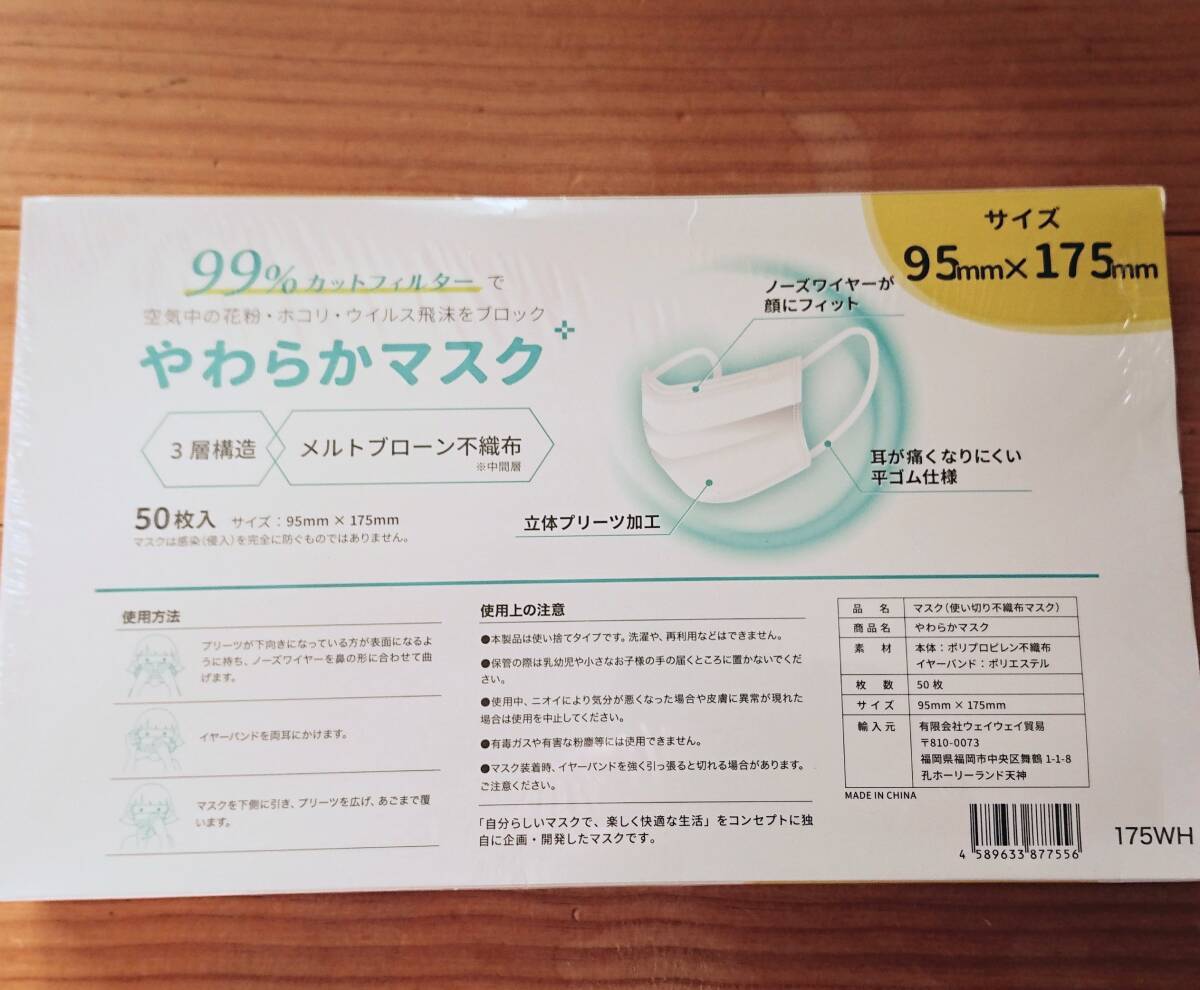 サイズ
95mm×175mm
99%カットフィルターで
空気中の花粉・ホコリ・ウイルス飛沫をブロック
やわらかマスク
3層構造
メルトブローン不織布
※中間層
50枚入 サイズ：95mm×175mm
マスクは感染（侵入）を完全に防ぐものではありません。
ノーズワイヤーが
顔にフィット
耳が痛くなりにくい
平ゴム仕様
立体プリーツ加工
使用方法
プリーツが下向きになっている方が表面になるよ
うに持ち、ノーズワイヤーを鼻の形に合わせて曲
げます。
イヤーバンドを両耳にかけます。
マスクを下側に引き、プリーツを広げ、あごまで覆
います。
使用上の注意
●本製品は使い捨てタイプです。洗濯や、再利用などはできません。
●保管の際は乳幼児や小さなお子様の手の届くところに置かないでくだ
さい。
●使用中、ニオイにより気分が悪くなった場合や皮膚に異常が現れた
場合は使用を中止してください。
●有毒ガスや有害な粉塵等には使用できません。
●マスク装着時、イヤーバンドを強く引っ張ると切れる場合があります。
ご注意ください。
「自分らしいマスクで、楽しく快適な生活」をコンセプトに独
自に企画・開発したマスクです。
品名 マスク（使い切り不織布マスク）
商品名 やわらかマスク
素材 本体：ポリプロピレン不織布
イヤーバンド：ポリエステル
枚数 50枚
サイズ 95mm×175mm
輸入元 有限会社ウェイウェイ貿易
〒810-0073
福岡県福岡市中央区舞鶴1-1-8
孔ホーリーランド天神
MADE IN CHINA
4 589633 877556
175WH